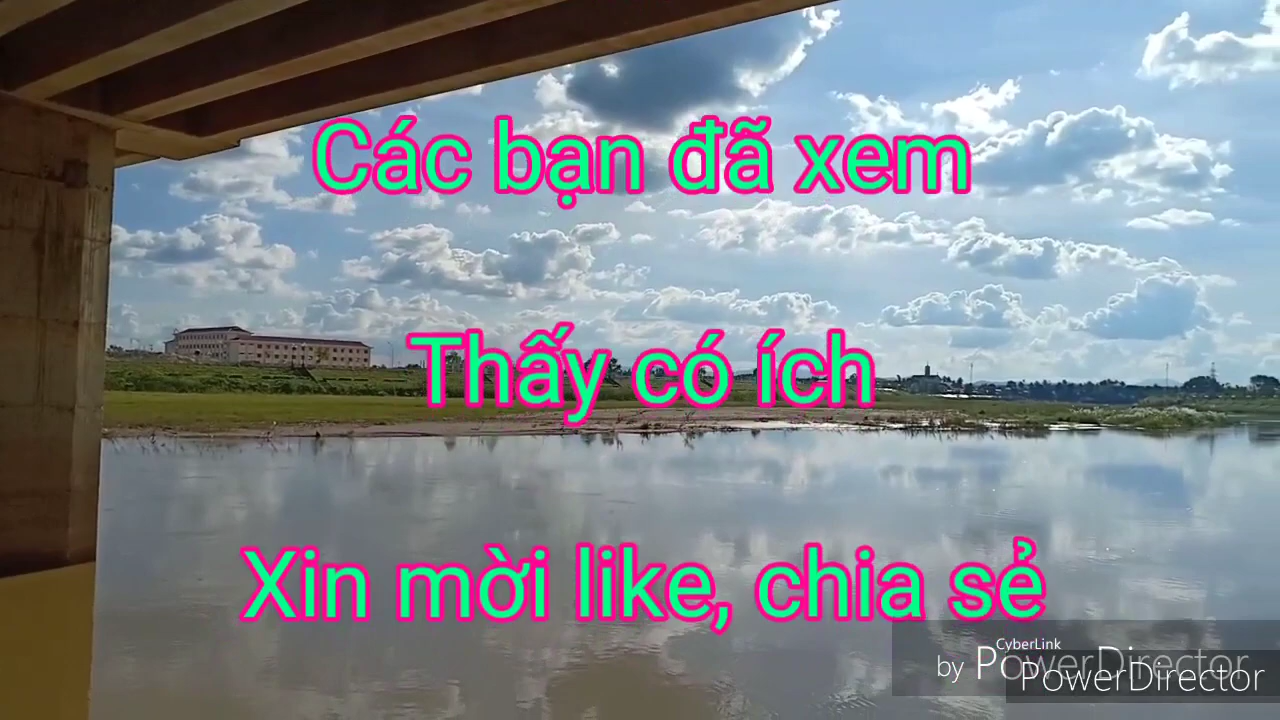 Các bạn đã xem
Thấy có ích
Xin mời like, chia sẻ
CyberLink
by PowerDirector
PowerDirector